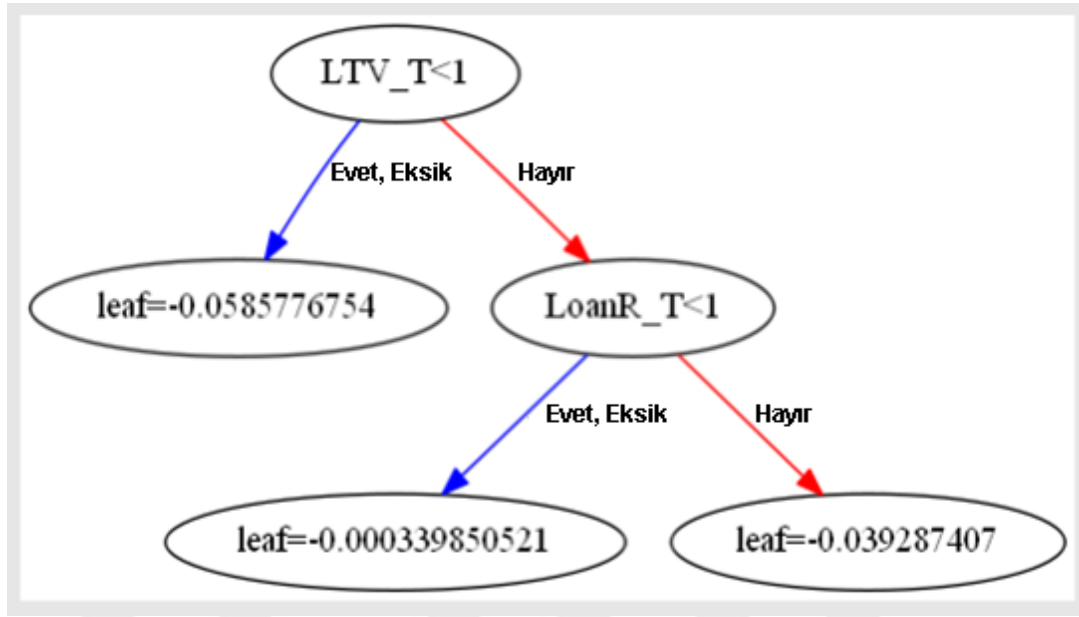 LTV_T<1
Evet, Eksik
Hayır
leaf=-0.0585776754
LoanR_T<1
Evet, Eksik
Hayır
leaf=-0.000339850521
leaf=-0.039287407